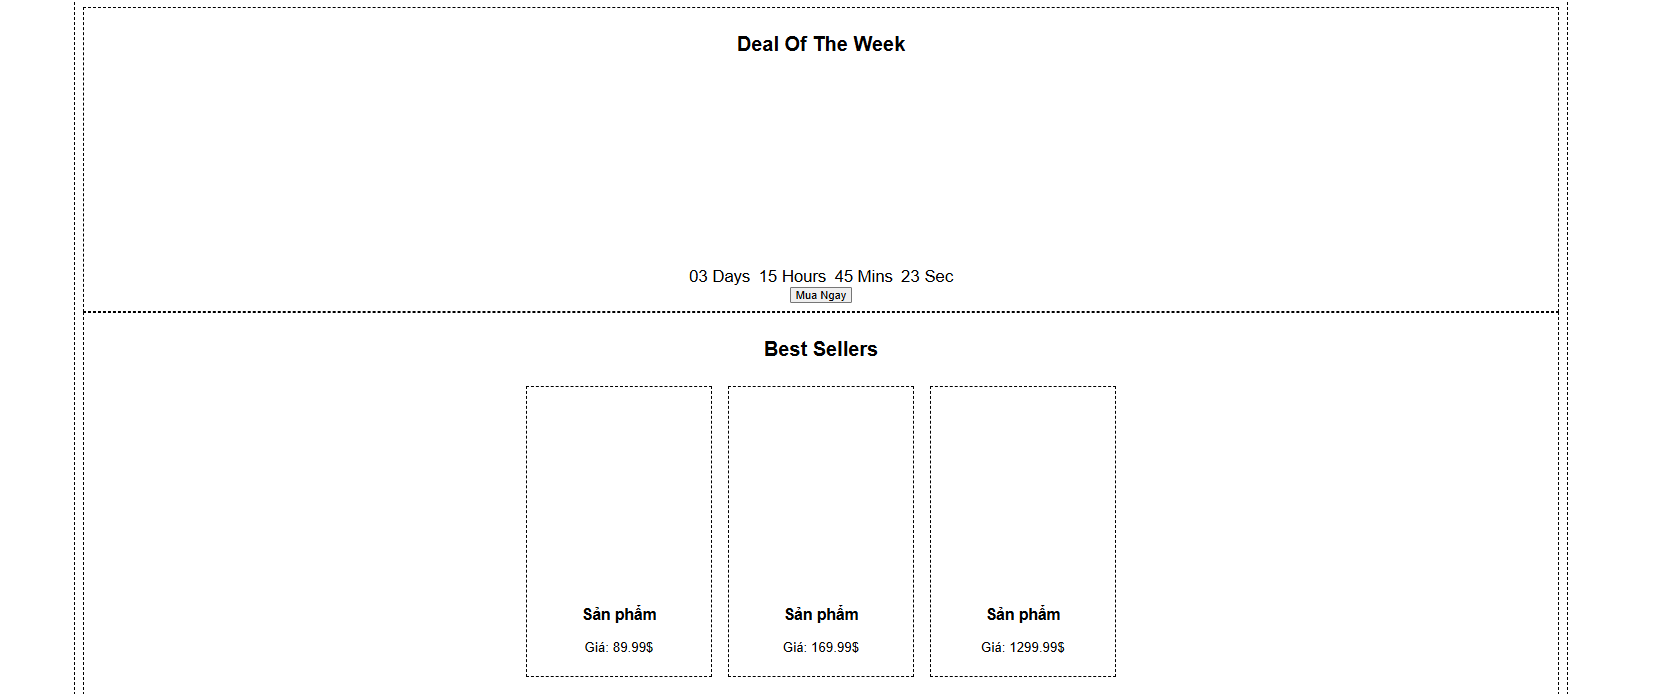 Deal Of The Week
03 Days 15 Hours 45 Mins 23 Sec
Mua Ngay
Best Sellers
Sản phẩm
Giá: 89.99$
Sản phẩm
Giá: 169.99$
Sản phẩm
Giá: 1299.99$